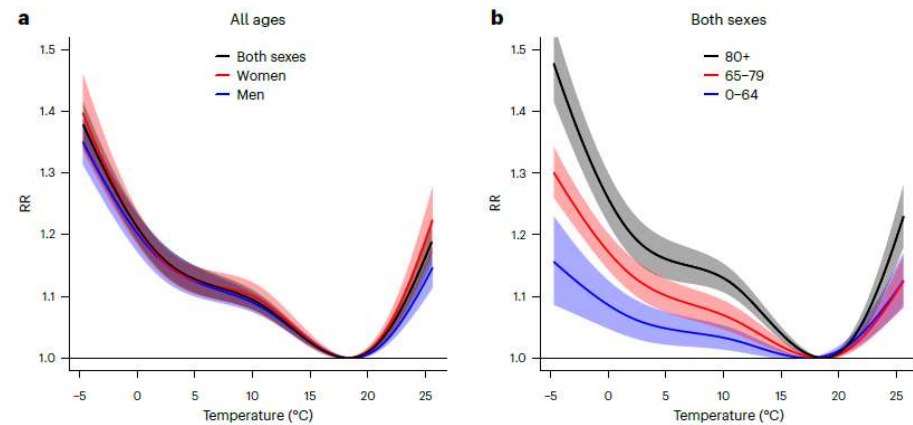 a
All ages
1.5
1.4
1.3
1.2
1.1
1.0
RR
Both sexes
Women
Men
−5
0
5
10
15
20
25
Temperature (°C)
b
Both sexes
1.5
1.4
1.3
1.2
1.1
1.0
RR
80+
65–79
0–64
−5
0
5
10
15
20
25
Temperature (°C)